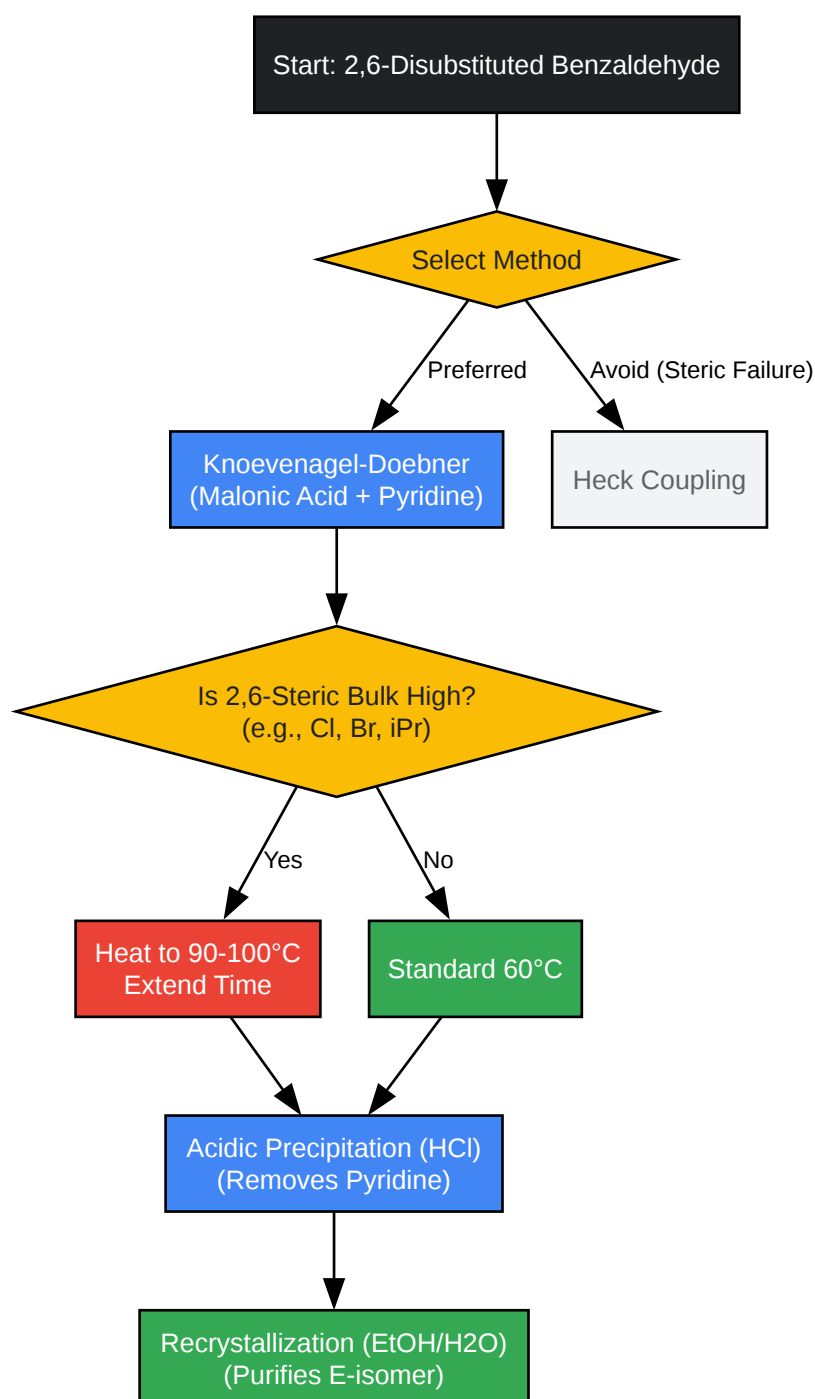 Start: 2,6-Disubstituted Benzaldehyde
Select Method
Preferred
Avoid (Steric Failure)
Knoevenagel-Doebner
(Malonic Acid + Pyridine)
Heck Coupling
Is 2,6-Steric Bulk High?
(e.g., Cl, Br, iPr)
Yes
No
Heat to 90-100°C
Extend Time
Standard 60°C
Acidic Precipitation (HCl)
(Removes Pyridine)
Recrystallization (EtOH/H2O)
(Purifies E-isomer)